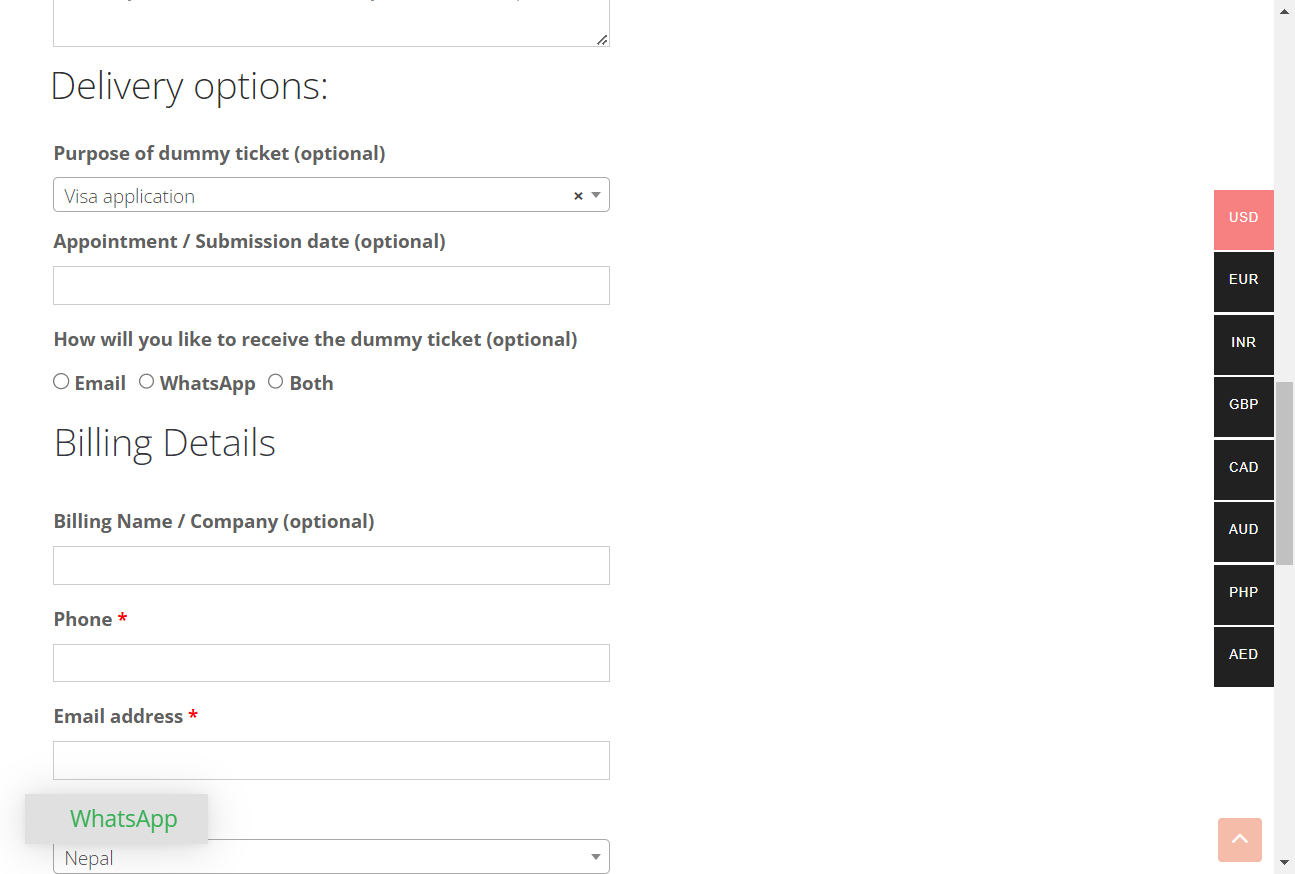 Delivery options:
Purpose of dummy ticket (optional)
Visa application
×
Appointment / Submission date (optional)
How will you like to receive the dummy ticket (optional)
Email WhatsApp Both
Billing Details
Billing Name / Company (optional)
Phone *
Email address *
WhatsApp
Nepal
USD
EUR
INR
GBP
CAD
AUD
PHP
AED